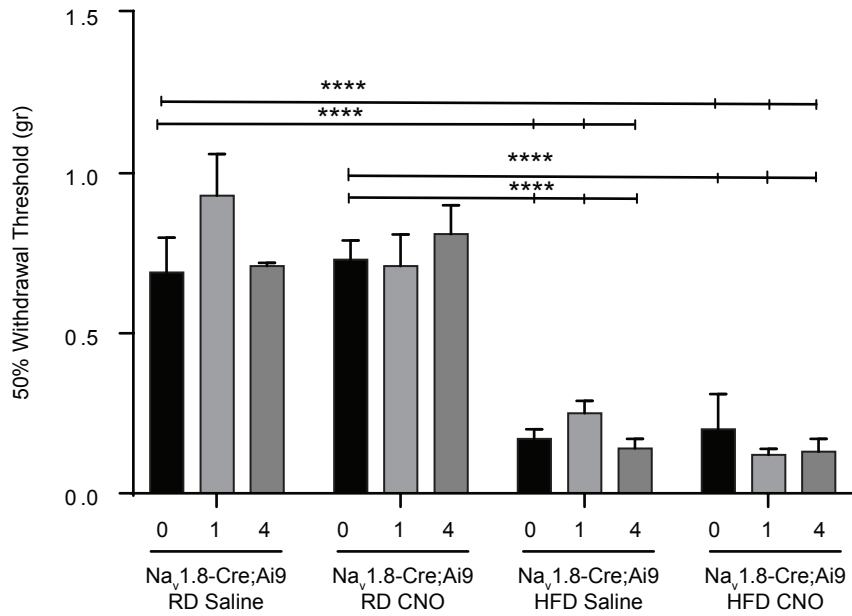 1.5
****
****
****
****
1.0
50% Withdrawal Threshold (gr)
0.5
0.0
0 1 4 0 1 4 0 1 4 0 1 4
Naᵥ1.8-Cre;Ai9 Naᵥ1.8-Cre;Ai9 Naᵥ1.8-Cre;Ai9 Naᵥ1.8-Cre;Ai9
RD Saline RD CNO HFD Saline HFD CNO